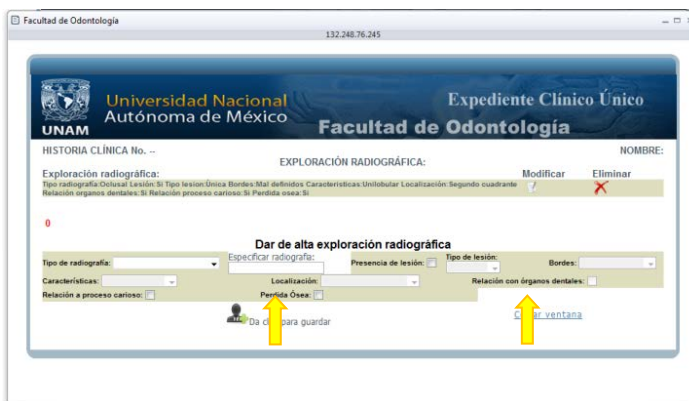 Facultad de Odontología
132.248.76.245
Universidad Nacional
Autónoma de México
UNAM
Expediente Clínico Único
Facultad de Odontología
HISTORIA CLÍNICA No. --
NOMBRE:
EXPLORACIÓN RADIOGRÁFICA:
Exploración radiográfica: Modificar Eliminar
Tipo radiografía:Oclusal Lesión:Si Tipo lesion:Única Bordes:Mal definidos Características:Unilobular Localización:Segundo cuadrante
Relación organos dentales:Si Relación proceso carioso:Si Perdida osea:Si
0
Dar de alta exploración radiográfica
Tipo de radiografía: Especificar radiografía: Presencia de lesión: Tipo de lesión: Bordes:
Características: Localización: Relación con órganos dentales:
Relación a proceso carioso: Perdida Ósea:
Da para guardar
ventana